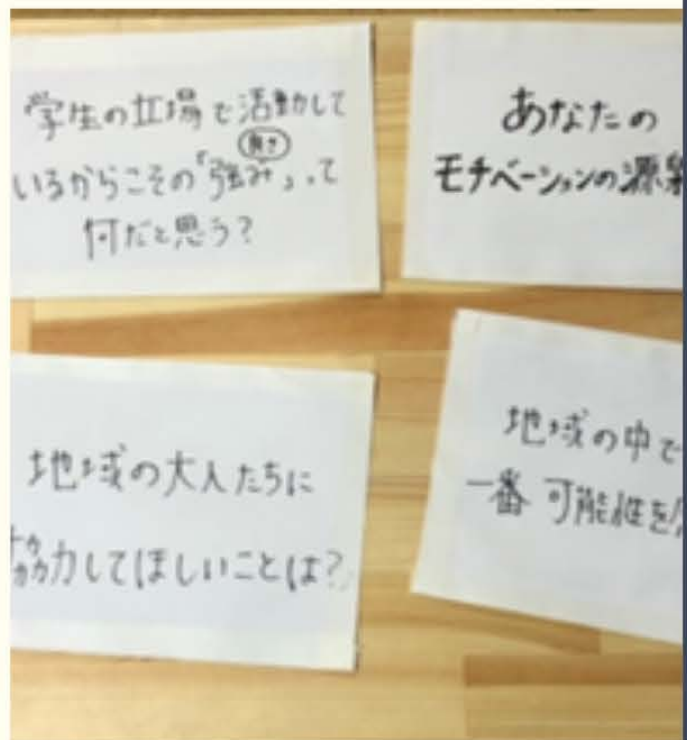 学生の立場で活動して
良さ
いるからこその「強み」って
何だと思う?
あなたの
モチベーションの源
地域の大人たちに
協力してほしいことは?
地域の中で
一番 可能性を